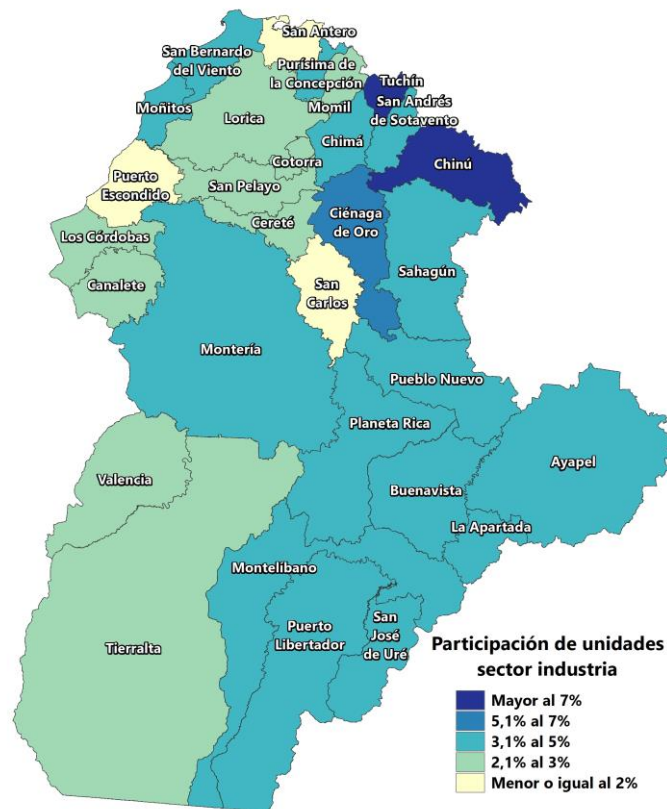 San Antero
San Bernardo
del Viento
Purísima de
la Concepción
Tuchín
San Andrés
de Sotavento
Moñitos
Momil
Lorica
Chimá
Chinú
Cotorra
Puerto
Escondido
San Pelayo
Ciénaga
de Oro
Cereté
Los Córdobas
Sahagún
Canalete
San
Carlos
Montería
Pueblo Nuevo
Planeta Rica
Ayapel
Valencia
Buenavista
La Apartada
Montelibano
Puerto
Libertador
San
José
de Uré
Tierralta
Participación de unidades
sector industria
Mayor al 7%
5,1% al 7%
3,1% al 5%
2,1% al 3%
Menor o igual al 2%